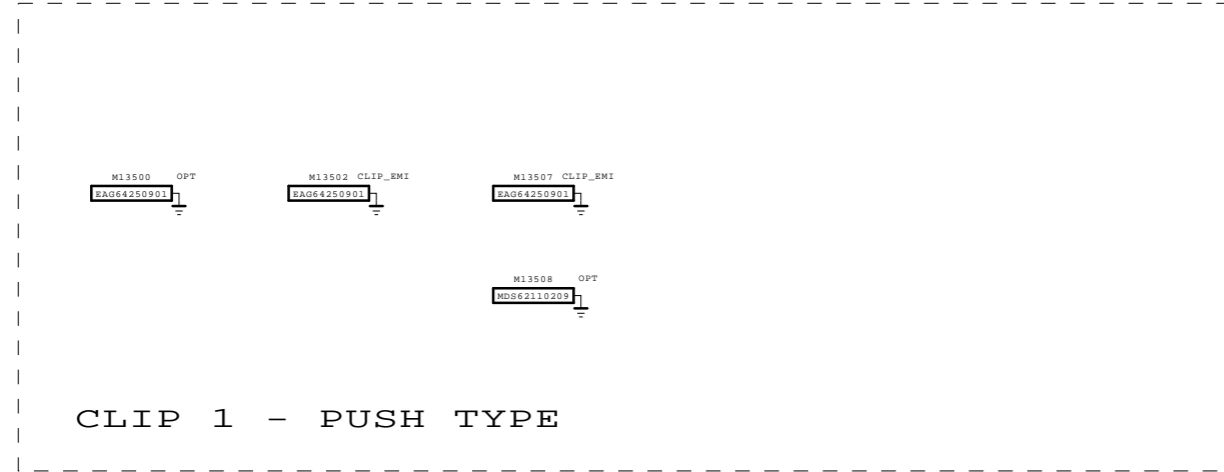 M13500 OPT
EAG64250901
M13502 CLIP_EMI
EAG64250901
M13507 CLIP_EMI
EAG64250901
M13508 OPT
MDS62110209
CLIP 1 - PUSH TYPE